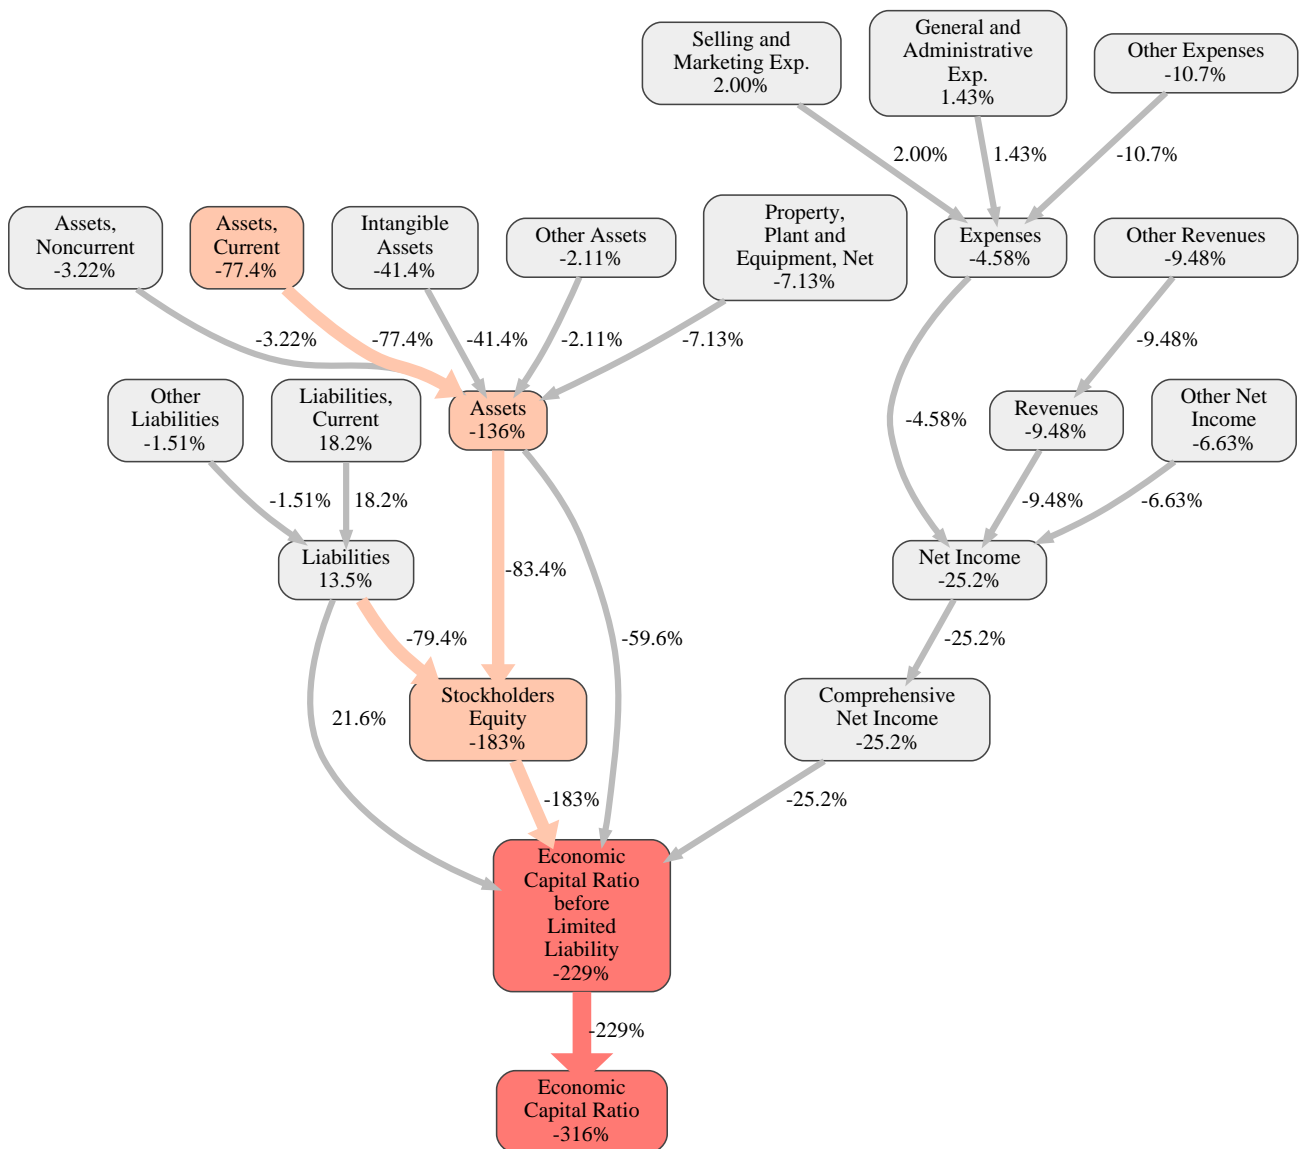 Selling and
Marketing Exp.
2.00%
General and
Administrative
Exp.
1.43%
Other Expenses
-10.7%
2.00%
1.43%
-10.7%
Assets,
Noncurrent
-3.22%
Assets,
Current
-77.4%
Intangible
Assets
-41.4%
Other Assets
-2.11%
Property,
Plant and
Equipment, Net
-7.13%
Expenses
-4.58%
Other Revenues
-9.48%
-3.22%
-77.4%
-41.4%
-2.11%
-7.13%
-9.48%
Other
Liabilities
-1.51%
Liabilities,
Current
18.2%
Assets
-136%
-4.58%
Revenues
-9.48%
Other Net
Income
-6.63%
-1.51%
18.2%
-9.48%
-6.63%
Liabilities
13.5%
-83.4%
Net Income
-25.2%
-79.4%
-59.6%
-25.2%
21.6%
Stockholders
Equity
-183%
Comprehensive
Net Income
-25.2%
-183%
-25.2%
Economic
Capital Ratio
before
Limited
Liability
-229%
-229%
Economic
Capital Ratio
-316%